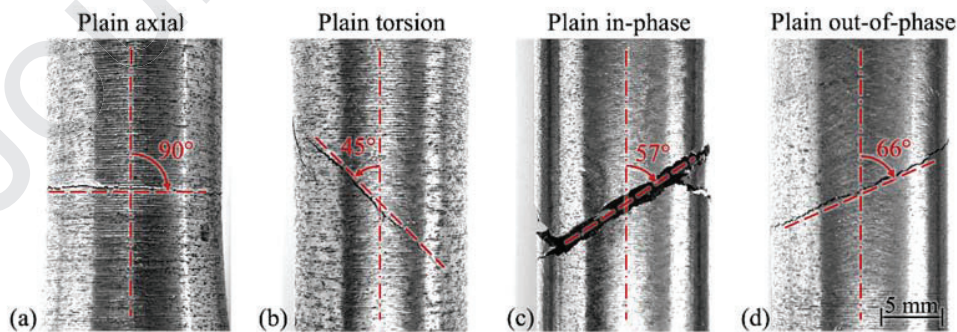 Plain axial
Plain torsion
Plain in-phase
Plain out-of-phase
90°
45°
57°
66°
(a)
(b)
(c)
(d)
5 mm